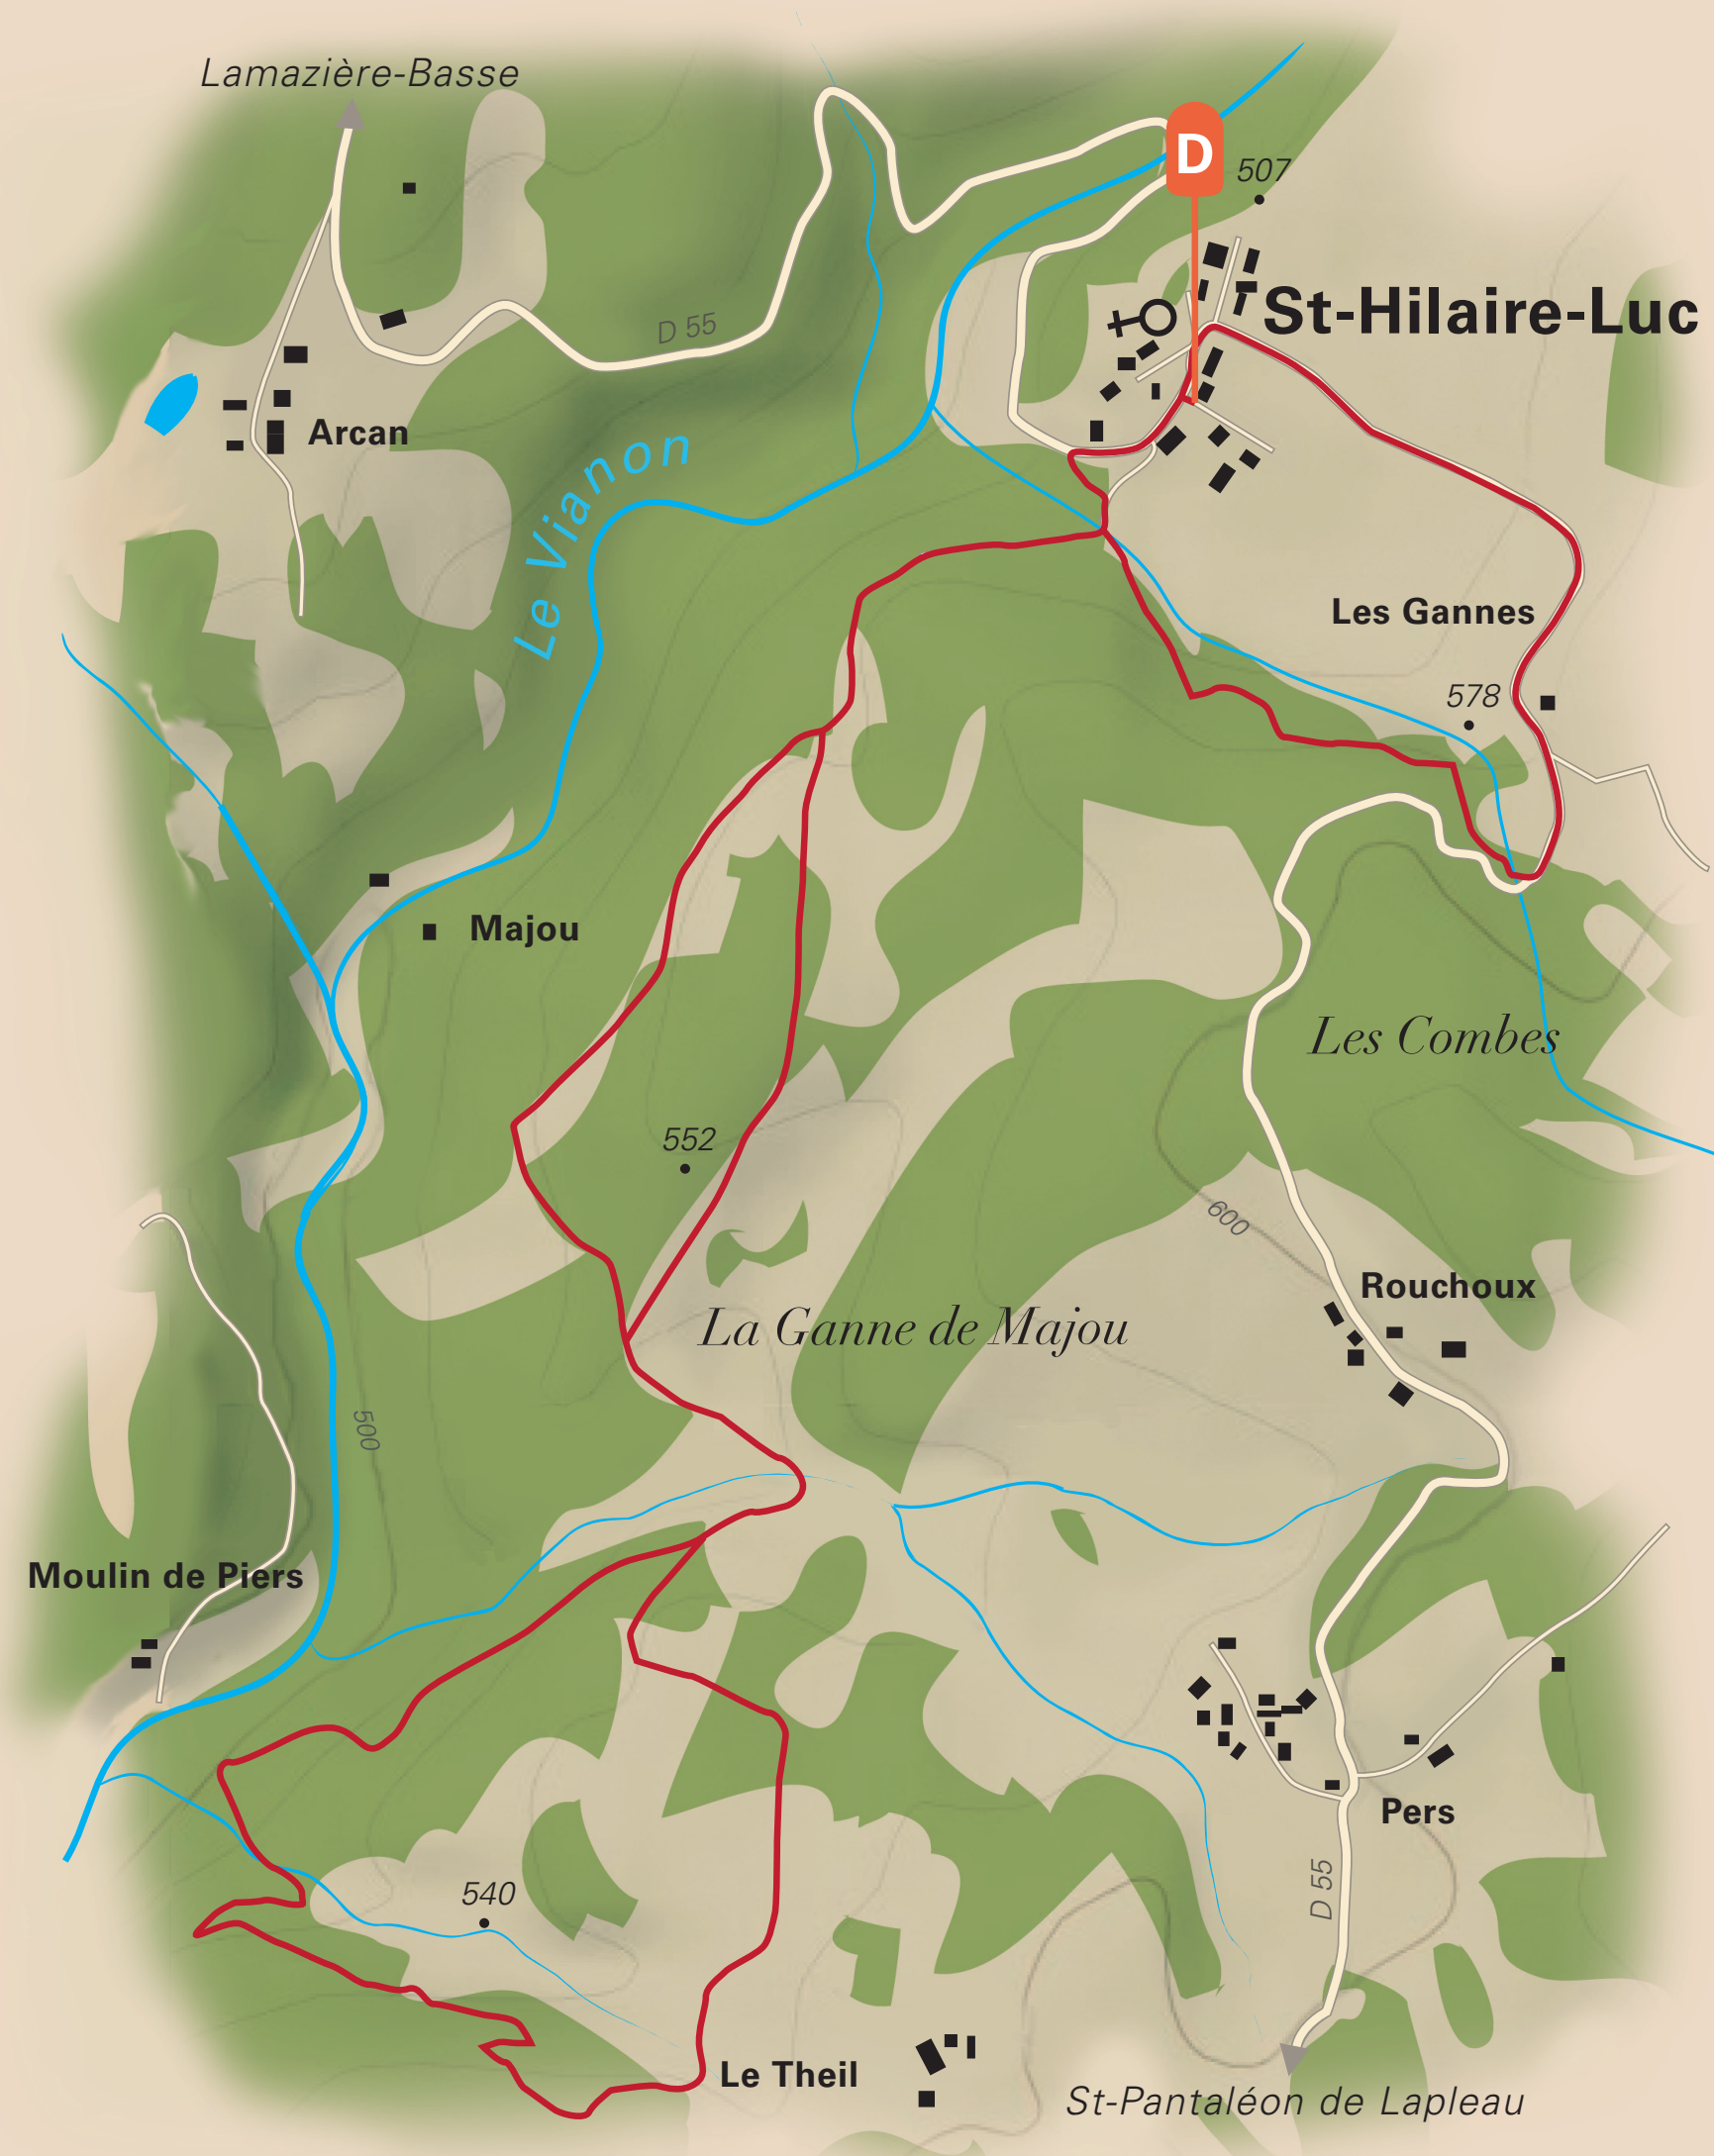 Lamazière-Basse
D
507
St-Hilaire-Luc
D 55
Arcan
Le Vianon
Les Gannes
578
Majou
Les Combes
552
600
Rouchoux
La Ganne de Majou
500
Moulin de Piers
Pers
D 55
540
Le Theil
St-Pantaléon de Lapleau